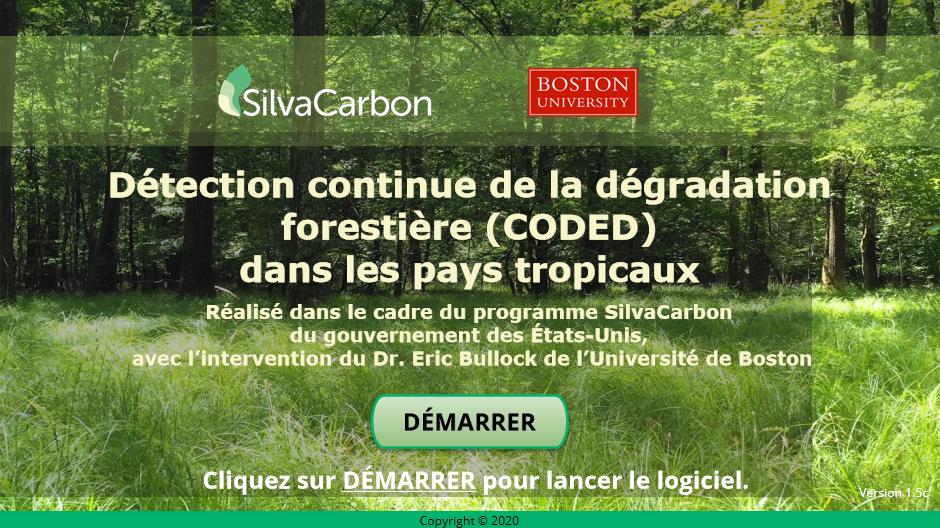 SilvaCarbon
BOSTON
UNIVERSITY
Détection continue de la dégradation
forestière (CODED)
dans les pays tropicaux
Réalisé dans le cadre du programme SilvaCarbon
du gouvernement des États-Unis,
avec l’intervention du Dr. Eric Bullock de l’Université de Boston
DÉMARRER
Cliquez sur DÉMARRER pour lancer le logiciel.
Version 1.5c
Copyright © 2020